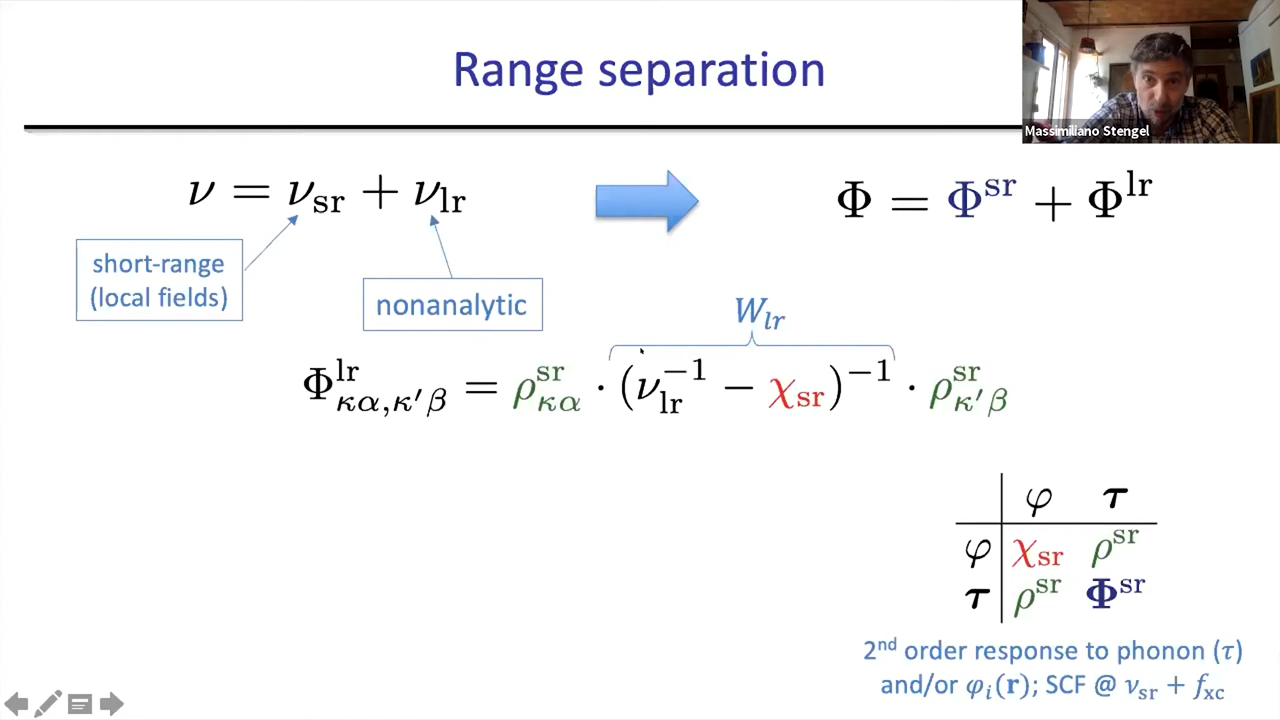 Range separation
Massimiliano Stengel
ν = ν_sr + ν_lr
Φ = Φ^sr + Φ^lr
short-range
(local fields)
nonanalytic
W_lr
Φ^lr_κα,κ′β = ρ^sr_κα · (ν_lr^−1 − χ_sr)^−1 · ρ^sr_κ′β
φ τ
φ χ_sr ρ^sr
τ ρ^sr Φ^sr
2nd order response to phonon (τ)
and/or φ_i(r); SCF @ ν_sr + f_xc